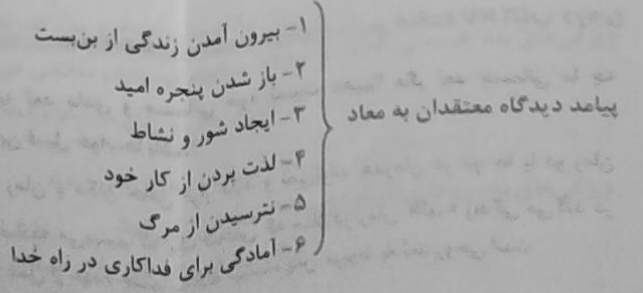 پیامد دیدگاه معتقدان به معاد
۱- بیرون آمدن زندگی از بن‌بست
۲- باز شدن پنجره امید
۳- ایجاد شور و نشاط
۴- لذت بردن از کار خود
۵- نترسیدن از مرگ
۶- آمادگی برای فداکاری در راه خدا